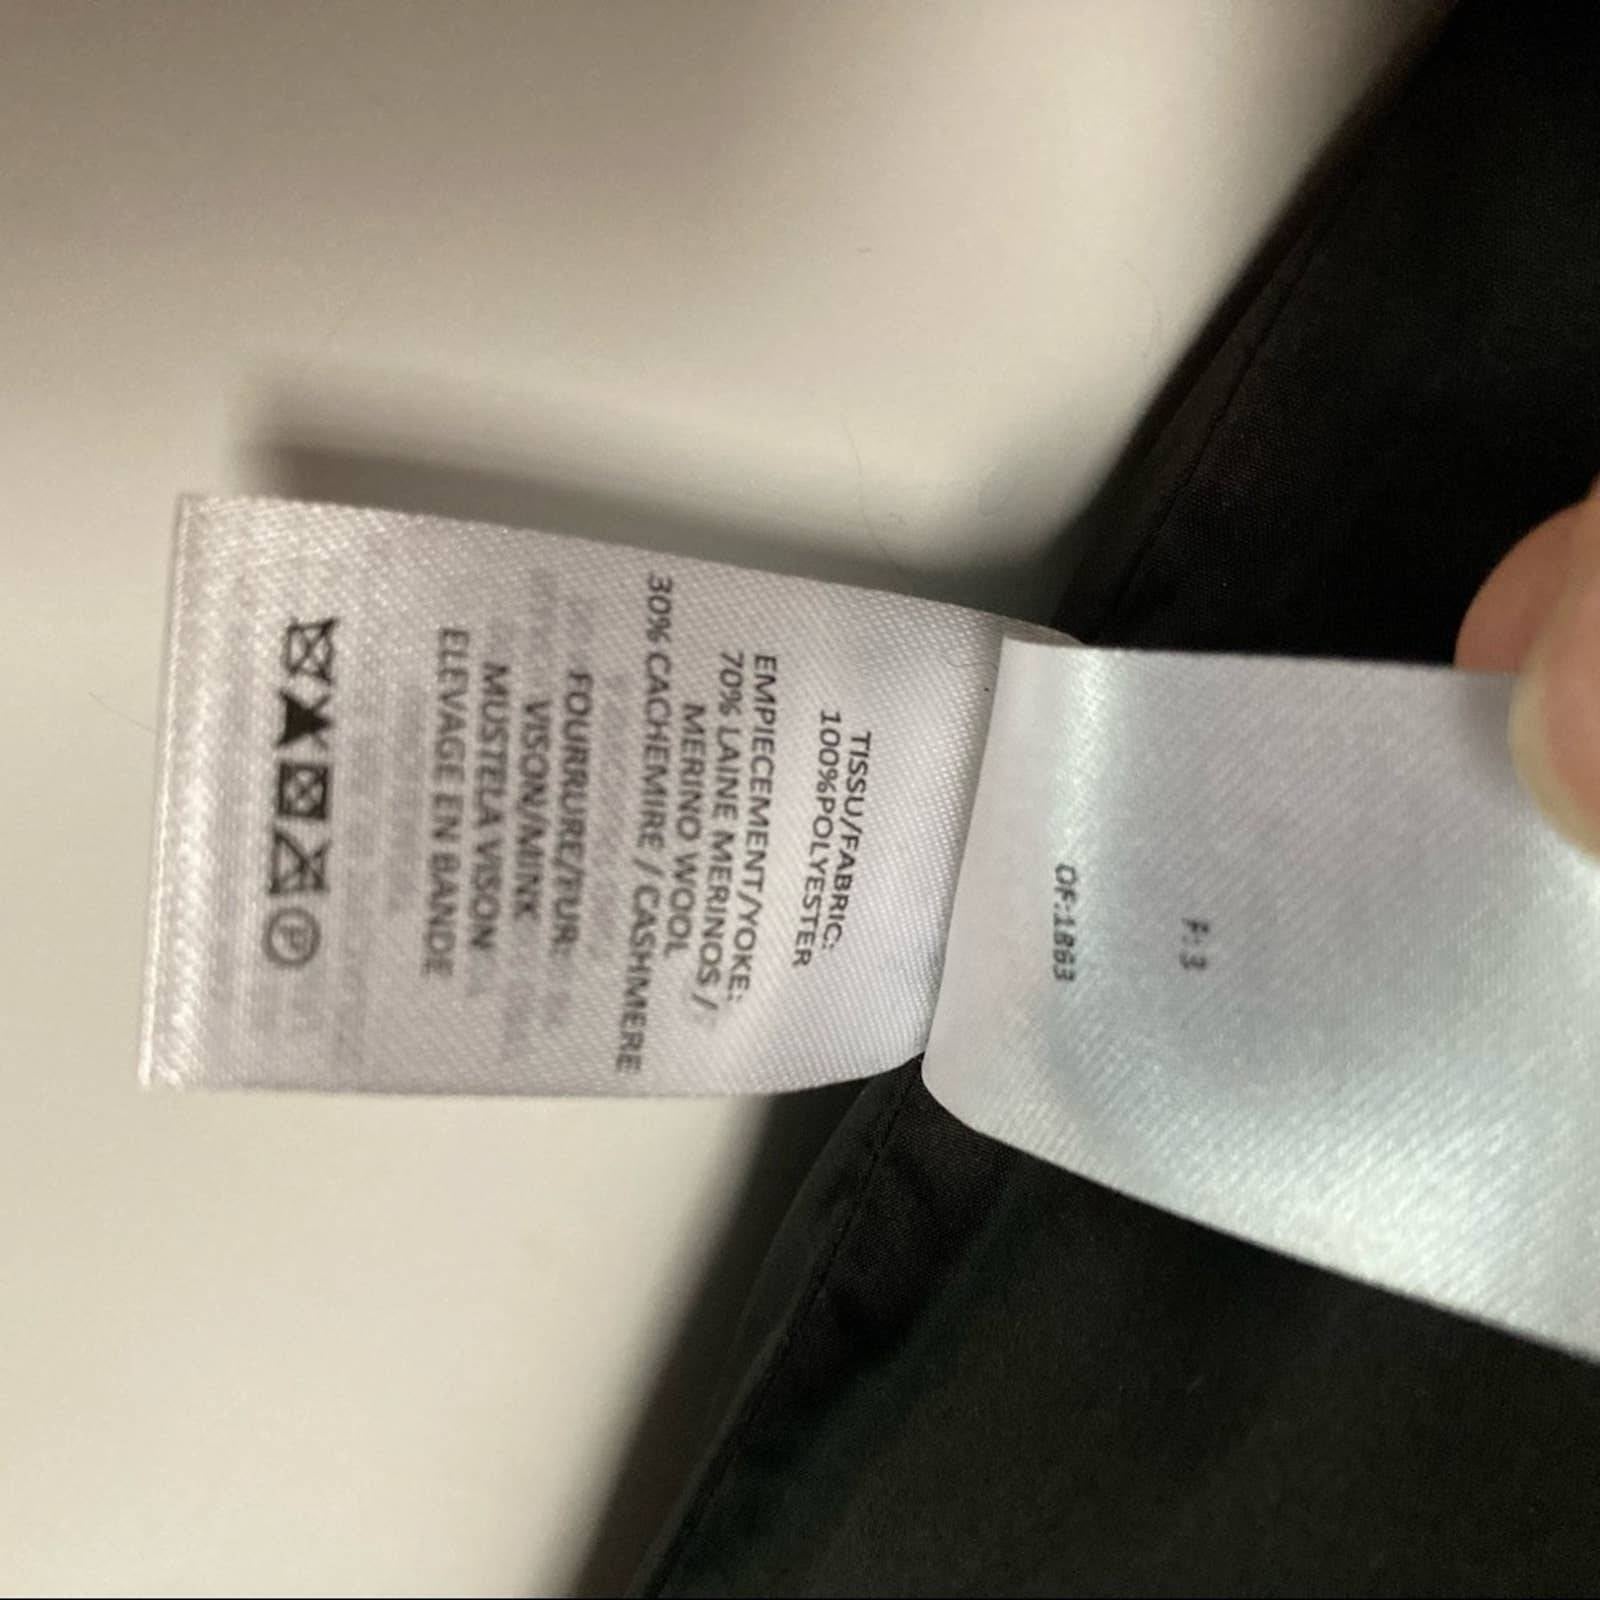 TISSU/FABRIC:
100%POLYESTER
EMPIECEMENT/YOKE:
70% LAINE MERINOS /
MERINO WOOL
30% CACHEMIRE / CASHMERE
FOURRURE/FUR:
VISON/MINK
MUSTELA VISON
ELEVAGE EN BANDE
P
F:3
OF:1863